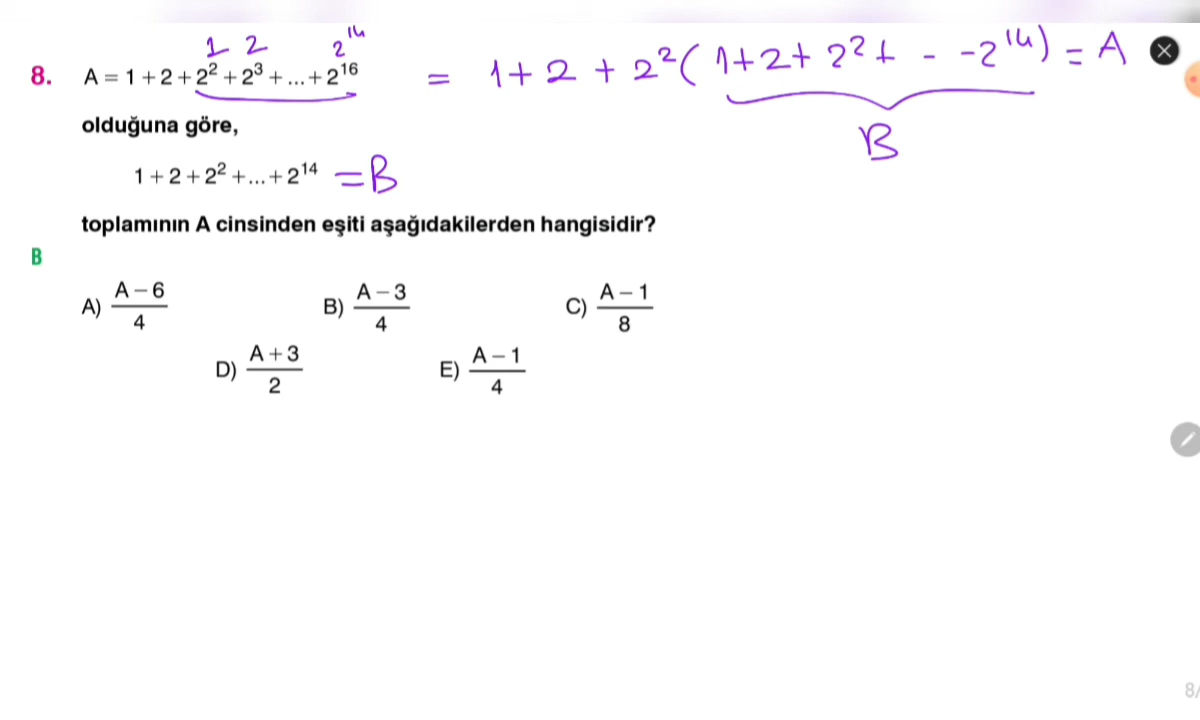 1 2 2¹⁴
8. A = 1 + 2 + 2² + 2³ + ... + 2¹⁶ = 1 + 2 + 2² ( 1 + 2 + 2² + - - 2¹⁴ ) = A
olduğuna göre,
B
1 + 2 + 2² + ... + 2¹⁴ = B
toplamının A cinsinden eşiti aşağıdakilerden hangisidir?
B
A) (A – 6)/4 B) (A – 3)/4 C) (A – 1)/8
D) (A + 3)/2 E) (A – 1)/4
8/